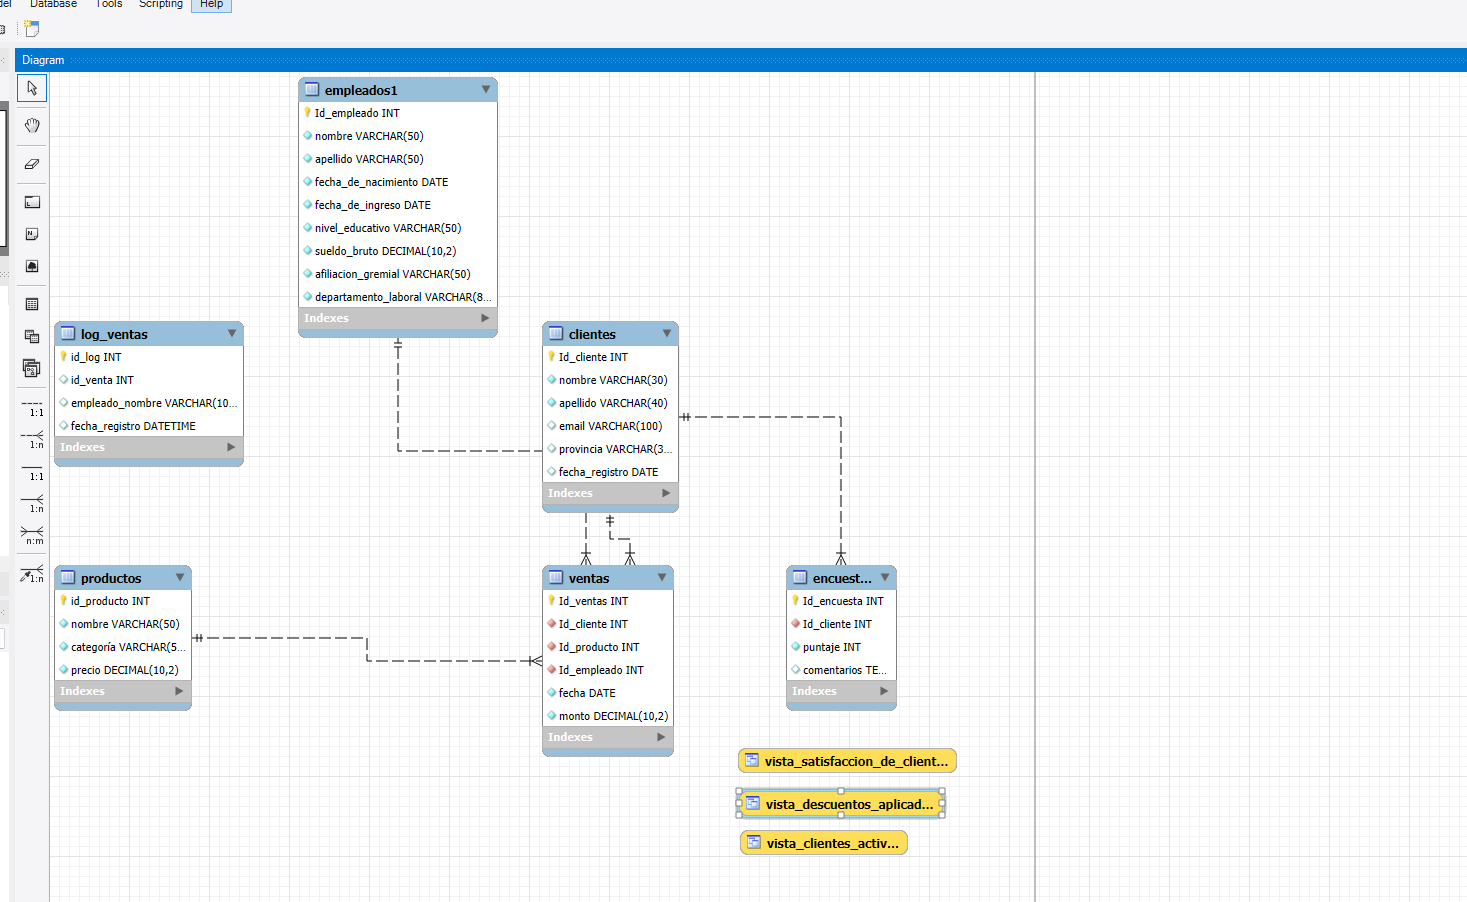 Database Tools Scripting Help
Diagram
empleados1
Id_empleado INT
nombre VARCHAR(50)
apellido VARCHAR(50)
fecha_de_nacimiento DATE
fecha_de_ingreso DATE
nivel_educativo VARCHAR(50)
sueldo_bruto DECIMAL(10,2)
afiliacion_gremial VARCHAR(50)
departamento_laboral VARCHAR(8...
Indexes
log_ventas
id_log INT
id_venta INT
empleado_nombre VARCHAR(10...
fecha_registro DATETIME
Indexes
clientes
Id_cliente INT
nombre VARCHAR(30)
apellido VARCHAR(40)
email VARCHAR(100)
provincia VARCHAR(3...
fecha_registro DATE
Indexes
productos
id_producto INT
nombre VARCHAR(50)
categoría VARCHAR(5...
precio DECIMAL(10,2)
Indexes
ventas
Id_ventas INT
Id_cliente INT
Id_producto INT
Id_empleado INT
fecha DATE
monto DECIMAL(10,2)
Indexes
encuest...
Id_encuesta INT
Id_cliente INT
puntaje INT
comentarios TE...
Indexes
vista_satisfaccion_de_client...
vista_descuentos_aplicad...
vista_clientes_activ...
1:1
1:n
1:1
1:n
n:m
1:n